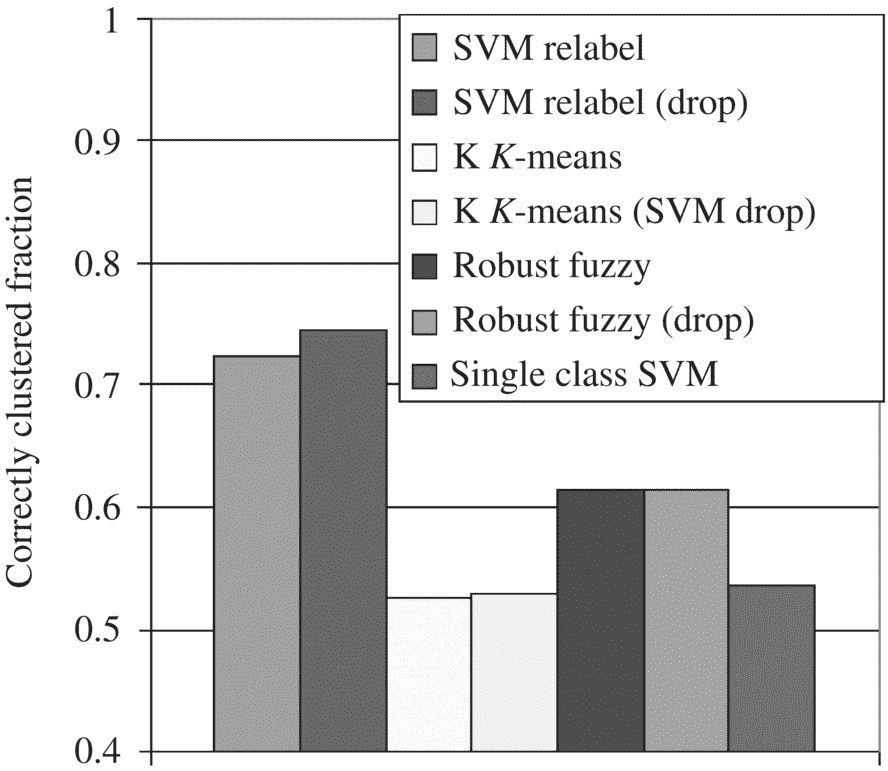 Correctly clustered fraction
1
0.9
0.8
0.7
0.6
0.5
0.4
SVM relabel
SVM relabel (drop)
K K-means
K K-means (SVM drop)
Robust fuzzy
Robust fuzzy (drop)
Single class SVM